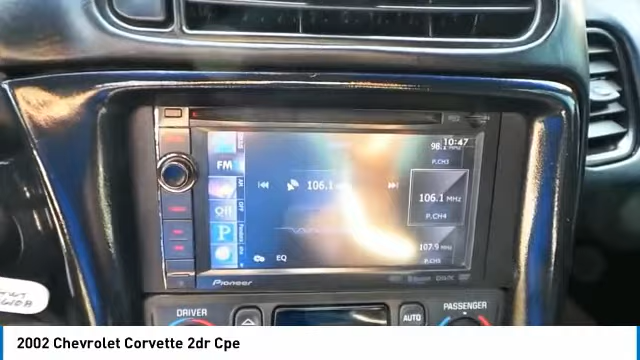 10:47
98. MHz
P.CH3
FM
106.1
106.1 MHz
P.CH4
Off
P
107.9 MHz
P.CH5
EQ
Pioneer
DRIVER
AUTO
PASSENGER
2002 Chevrolet Corvette 2dr Cpe